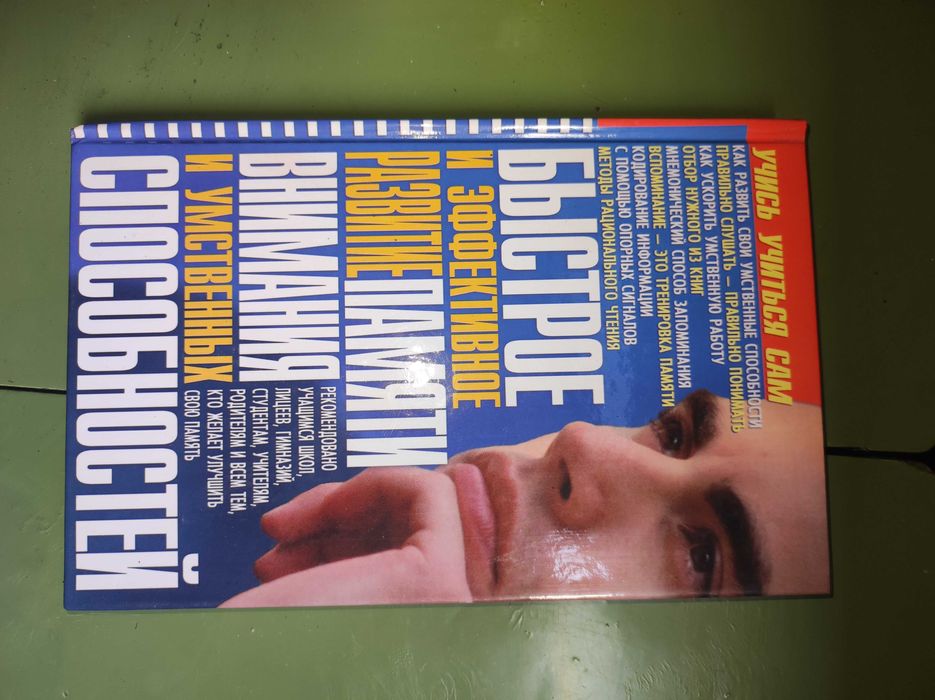 УЧИСЬ УЧИТЬСЯ САМ
КАК РАЗВИТЬ СВОИ УМСТВЕННЫЕ СПОСОБНОСТИ
ПРАВИЛЬНО СЛУШАТЬ — ПРАВИЛЬНО ПОНИМАТЬ
КАК УСКОРИТЬ УМСТВЕННУЮ РАБОТУ
ОТБОР НУЖНОГО ИЗ КНИГ
МНЕМОНИЧЕСКИЙ СПОСОБ ЗАПОМИНАНИЯ
ВСПОМИНАНИЕ — ЭТО ТРЕНИРОВКА ПАМЯТИ
КОДИРОВАНИЕ ИНФОРМАЦИИ
С ПОМОЩЬЮ ОПОРНЫХ СИГНАЛОВ
МЕТОДЫ РАЦИОНАЛЬНОГО ЧТЕНИЯ
БЫСТРОЕ
И ЭФФЕКТИВНОЕ
РАЗВИТИЕ ПАМЯТИ
ВНИМАНИЯ
И УМСТВЕННЫХ
СПОСОБНОСТЕЙ
РЕКОМЕНДОВАНО
УЧАЩИМСЯ ШКОЛ,
ЛИЦЕЕВ, ГИМНАЗИЙ,
СТУДЕНТАМ, УЧИТЕЛЯМ,
РОДИТЕЛЯМ И ВСЕМ ТЕМ,
КТО ЖЕЛАЕТ УЛУЧШИТЬ
СВОЮ ПАМЯТЬ